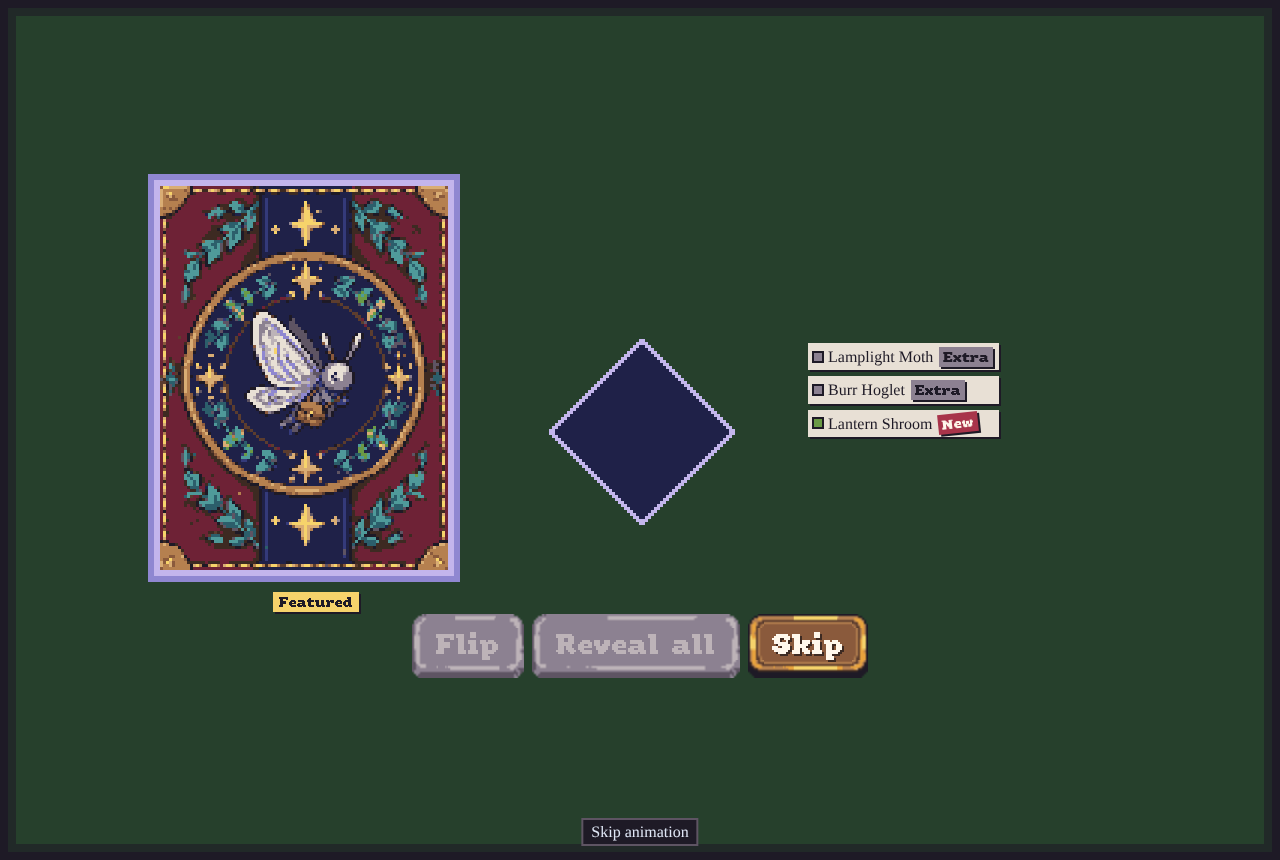 Lamplight Moth Extra
Burr Hoglet Extra
Lantern Shroom New
Featured
Flip
Reveal all
Skip
Skip animation